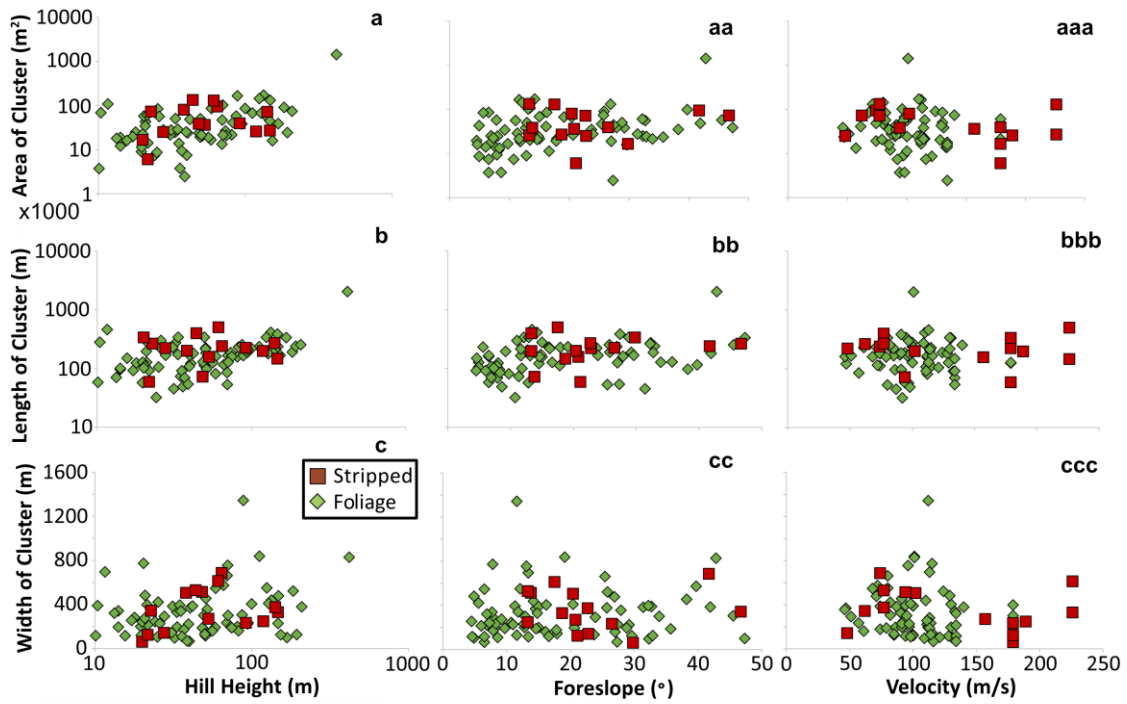 a
aa
aaa
Area of Cluster (m²)
10000
1000
100
10
1
x1000
b
bb
bbb
Length of Cluster (m)
10000
1000
100
10
c
cc
ccc
Width of Cluster (m)
1600
1200
800
400
0
Stripped
Foliage
10 100 1000
0 10 20 30 40 50
0 50 100 150 200 250
Hill Height (m)
Foreslope (°)
Velocity (m/s)